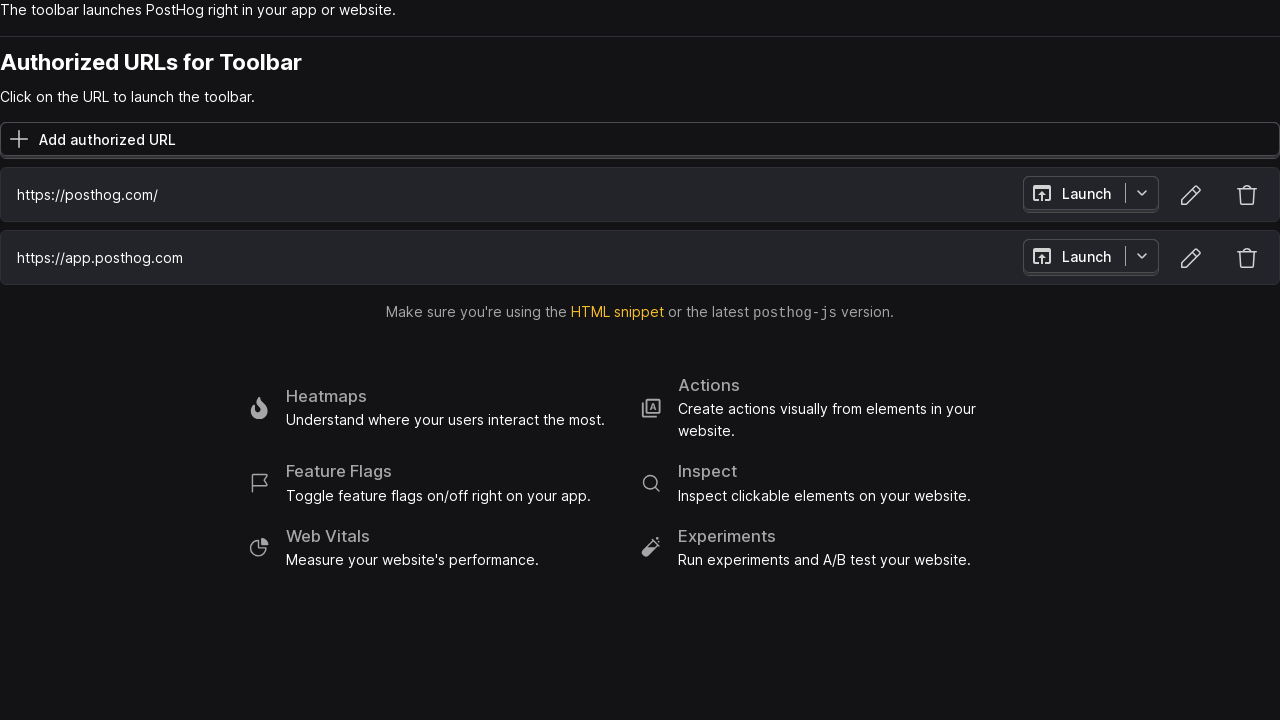 The toolbar launches PostHog right in your app or website.
Authorized URLs for Toolbar
Click on the URL to launch the toolbar.
Add authorized URL
https://posthog.com/
Launch
https://app.posthog.com
Launch
Make sure you're using the HTML snippet or the latest posthog-js version.
Heatmaps
Understand where your users interact the most.
Actions
Create actions visually from elements in your
website.
Feature Flags
Toggle feature flags on/off right on your app.
Inspect
Inspect clickable elements on your website.
Web Vitals
Measure your website's performance.
Experiments
Run experiments and A/B test your website.